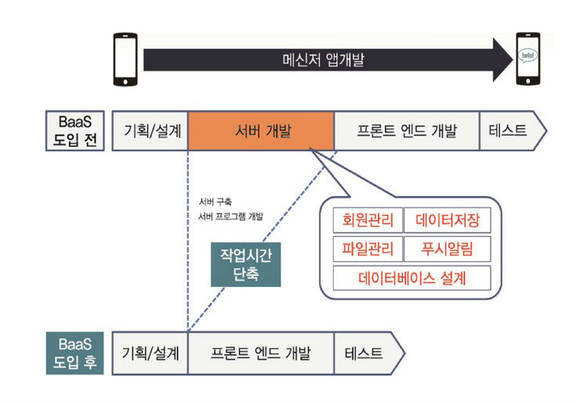 메신저 앱개발
hello!
BaaS
도입 전
기획/설계
서버 개발
프론트 엔드 개발
테스트
서버 구축
서버 프로그램 개발
작업시간
단축
회원관리
데이터저장
파일관리
푸시알림
데이터베이스 설계
BaaS
도입 후
기획/설계
프론트 엔드 개발
테스트